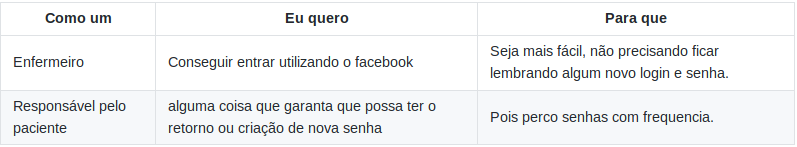 Como um Eu quero Para que
Enfermeiro Conseguir entrar utilizando o facebook Seja mais fácil, não precisando ficar
lembrando algum novo login e senha.
Responsável pelo alguma coisa que garanta que possa ter o Pois perco senhas com frequencia.
paciente retorno ou criação de nova senha